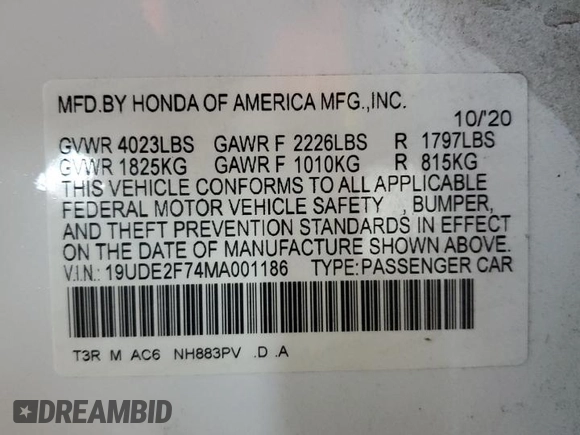 MFD.BY HONDA OF AMERICA MFG.,INC.
10/'20
GVWR 4023LBS GAWR F 2226LBS R 1797LBS
GVWR 1825KG GAWR F 1010KG R 815KG
THIS VEHICLE CONFORMS TO ALL APPLICABLE
FEDERAL MOTOR VEHICLE SAFETY , BUMPER,
AND THEFT PREVENTION STANDARDS IN EFFECT
ON THE DATE OF MANUFACTURE SHOWN ABOVE.
V.I.N.: 19UDE2F74MA001186 TYPE:PASSENGER CAR
T3R M AC6 NH883PV .D .A
DREAMBID